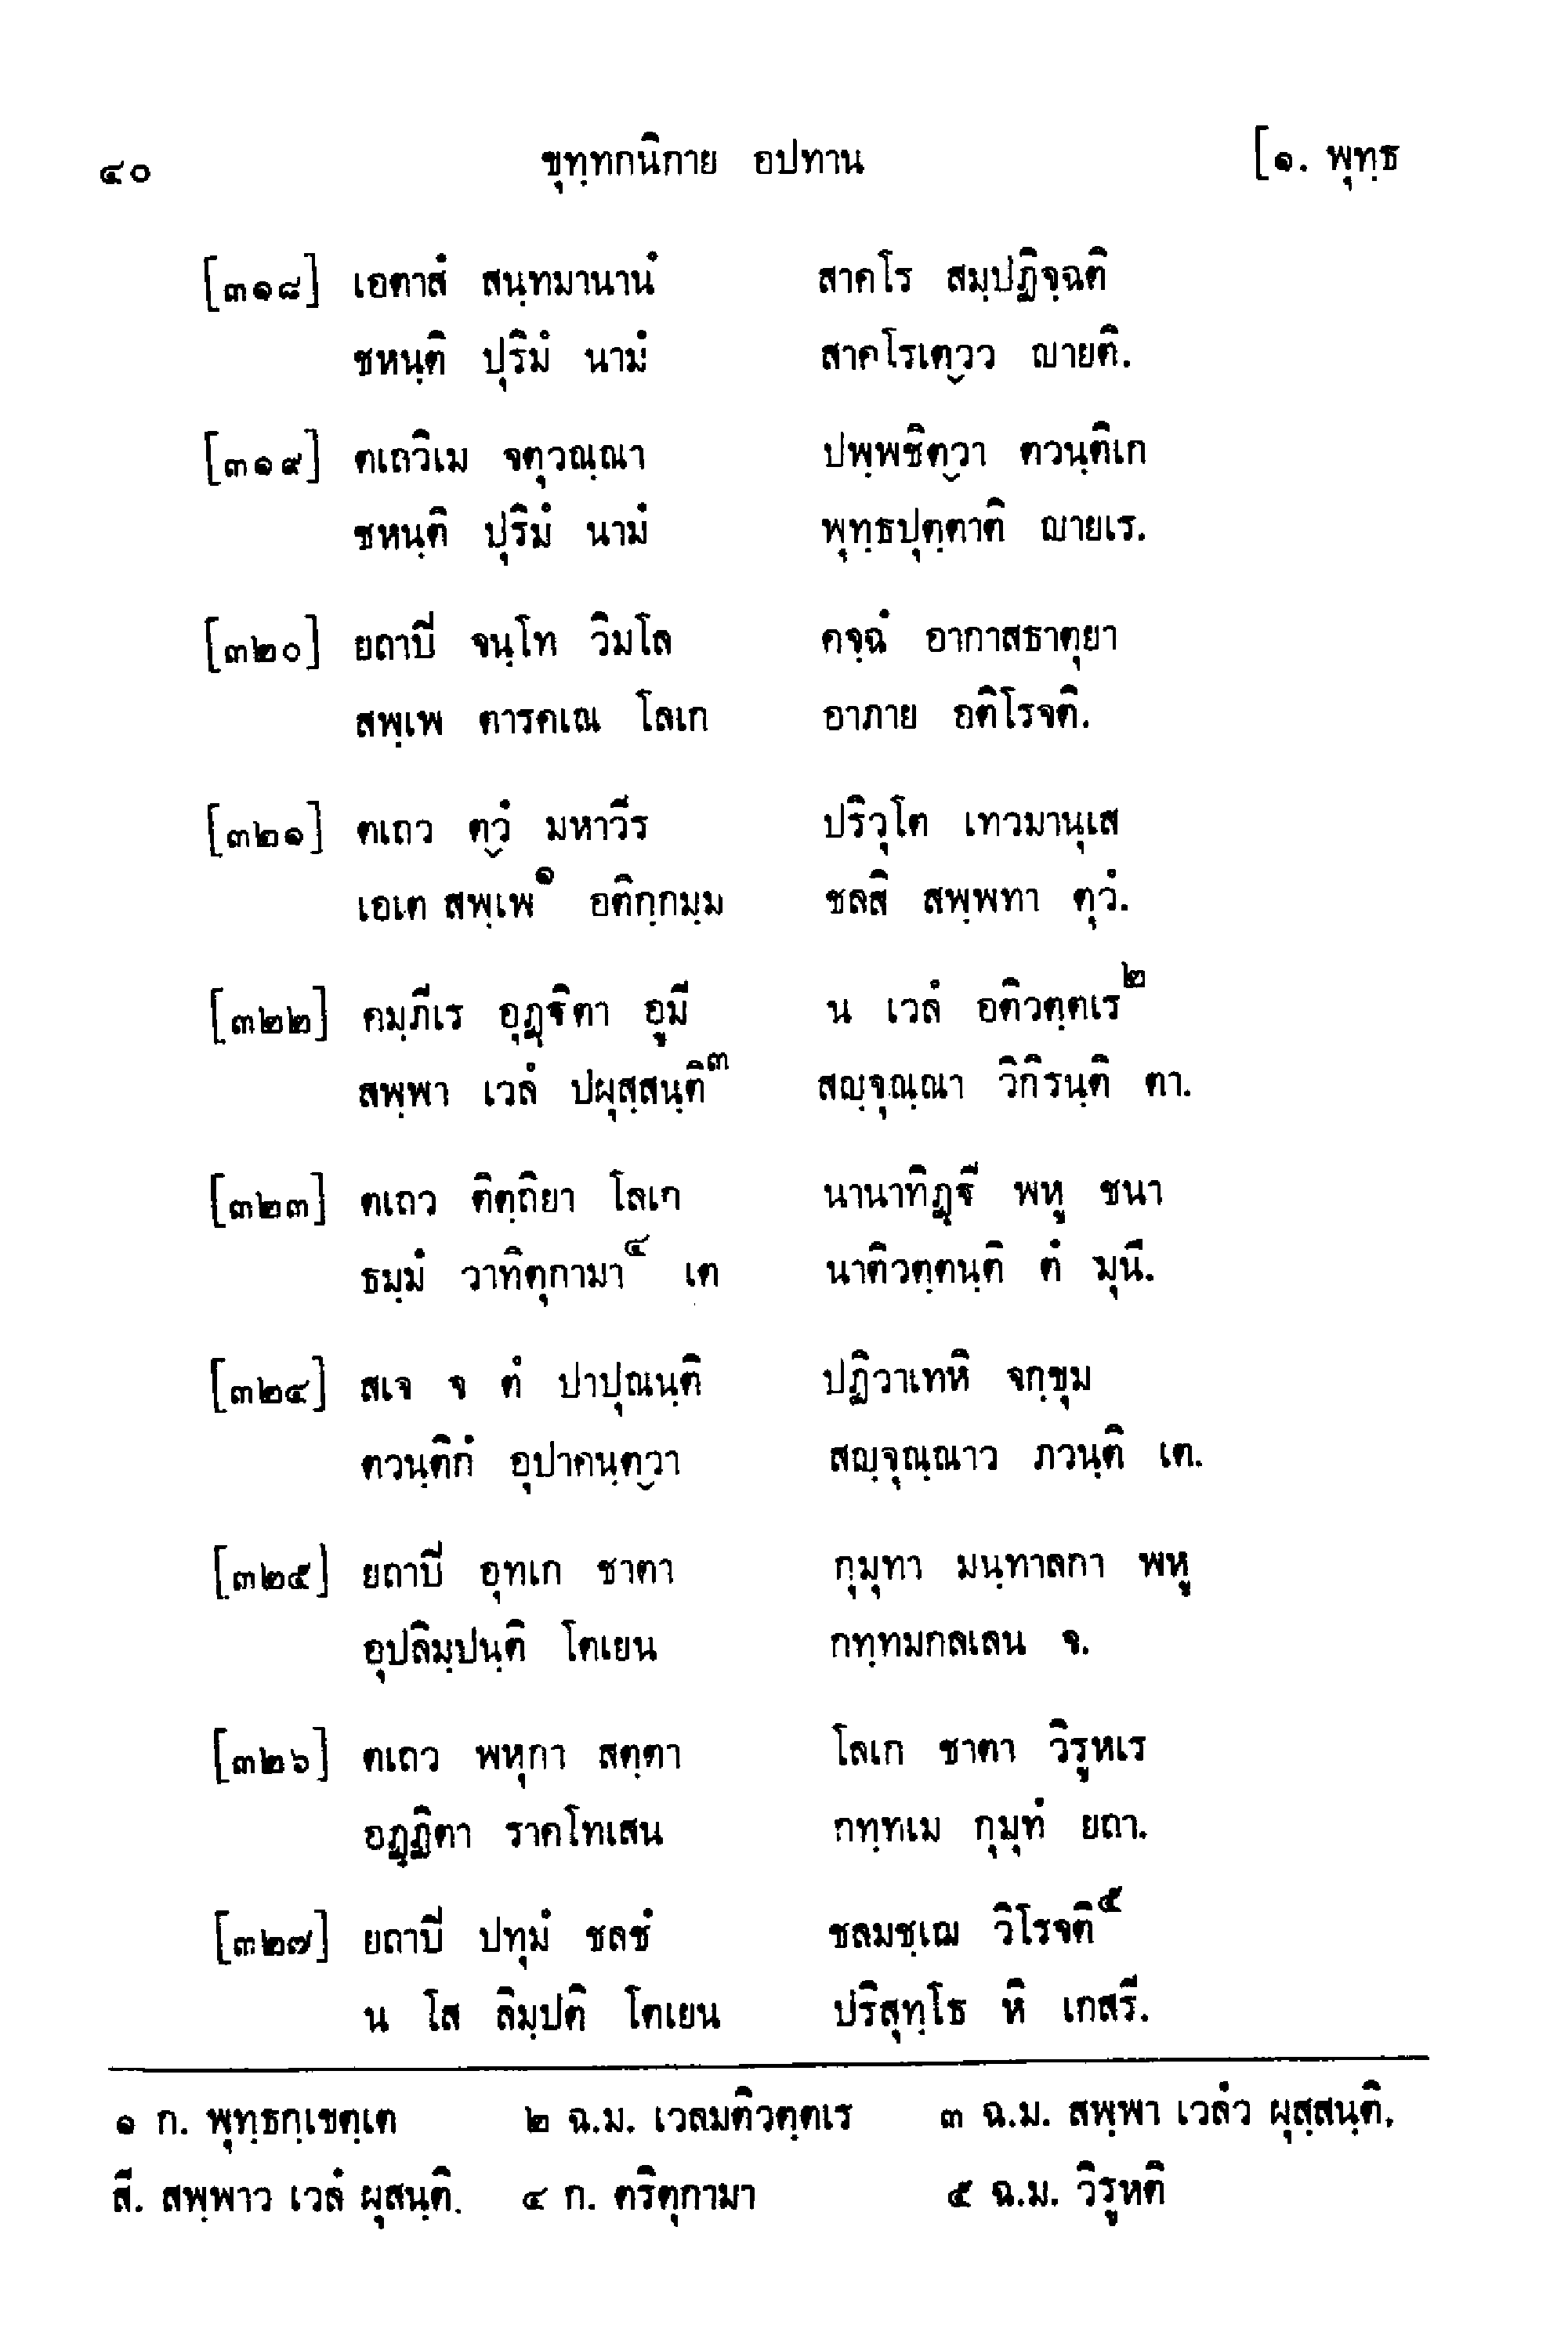 ๔๐ ขุทฺทกนิกาย อปทาน [๑. พุทฺธ
[๓๑๘] เอตาสํ สนฺทมานานํ สาคโร สมฺปฏิจฺฉติ
ชหนฺติ ปุริมํ นามํ สาคโรเตฺวว ญายติ.
[๓๑๙] ตเถวิเม จตุวณฺณา ปพฺพชิตฺวา ตวนฺติเก
ชหนฺติ ปุริมํ นามํ พุทฺธปุตฺตาติ ญายเร.
[๓๒๐] ยถาปิ จนฺโท วิมโล คจฺฉํ อากาสธาตุยา
สพฺเพ ตารคเณ โลเก อาภาย อติโรจติ.
[๓๒๑] ตเถว ตฺวํ มหาวีร ปริวุโต เทวมานุเส
เอเต สพฺเพ๑ อติกฺกมฺม ชลสิ สพฺพทา ตุวํ.
[๓๒๒] คมฺภีเร อุฏฺฐิตา อูมี น เวลํ อติวตฺตเร๒
สพฺพา เวลํ ปผุสฺสนฺติ๓ สญฺจุณฺณา วิกิรนฺติ ตา.
[๓๒๓] ตเถว ติตฺถิยา โลเก นานาทิฏฺฐี พหู ชนา
ธมฺมํ วาทิตุกามา๔ เต นาติวตฺตนฺติ ตํ มุนึ.
[๓๒๔] สเจ จ ตํ ปาปุณนฺติ ปฏิวาเทหิ จกฺขุม
ตวนฺติกํ อุปาคนฺตฺวา สญฺจุณฺณาว ภวนฺติ เต.
[๓๒๕] ยถาปิ อุทเก ชาตา กุมุทา มนฺทาลกา พหู
อุปลิมฺปนฺติ โตเยน กทฺทมกลเลน จ.
[๓๒๖] ตเถว พหุกา สตฺตา โลเก ชาตา วิรูหเร
อฏฺฏิตา ราคโทเสน กทฺทเม กุมุทํ ยถา.
[๓๒๗] ยถาปิ ปทุมํ ชลชํ ชลมชฺเฌ วิโรจติ๕
น โส ลิมฺปติ โตเยน ปริสุทฺโธ หิ เกสรี.
๑ ก. พุทฺธกฺเขตฺเต ๒ ฉ.ม. เวลมติวตฺตเร ๓ ฉ.ม. สพฺพา เวลํว ผุสฺสนฺติ,
สี. สพฺพาว เวลํ ผุสนฺติ. ๔ ก. ตริตุกามา ๕ ฉ.ม. วิรูหติ